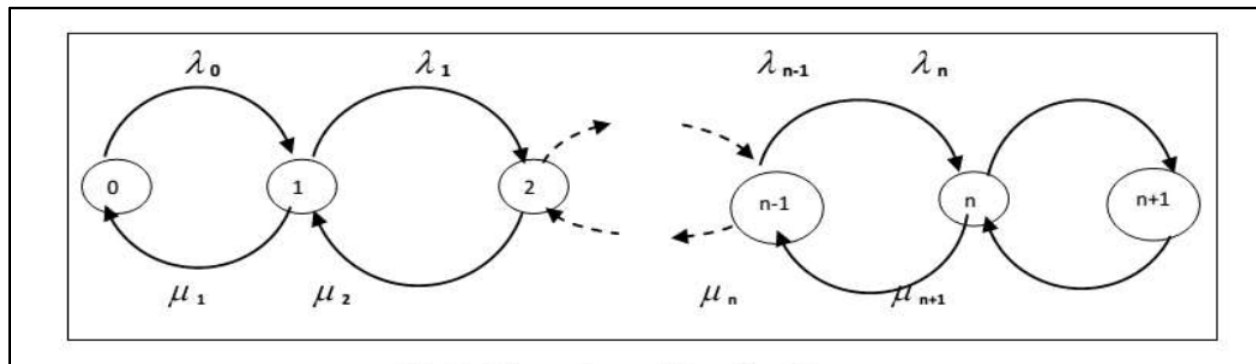 λ₀ λ₁ λₙ₋₁ λₙ
0 1 2 n-1 n n+1
μ₁ μ₂ μₙ μₙ₊₁